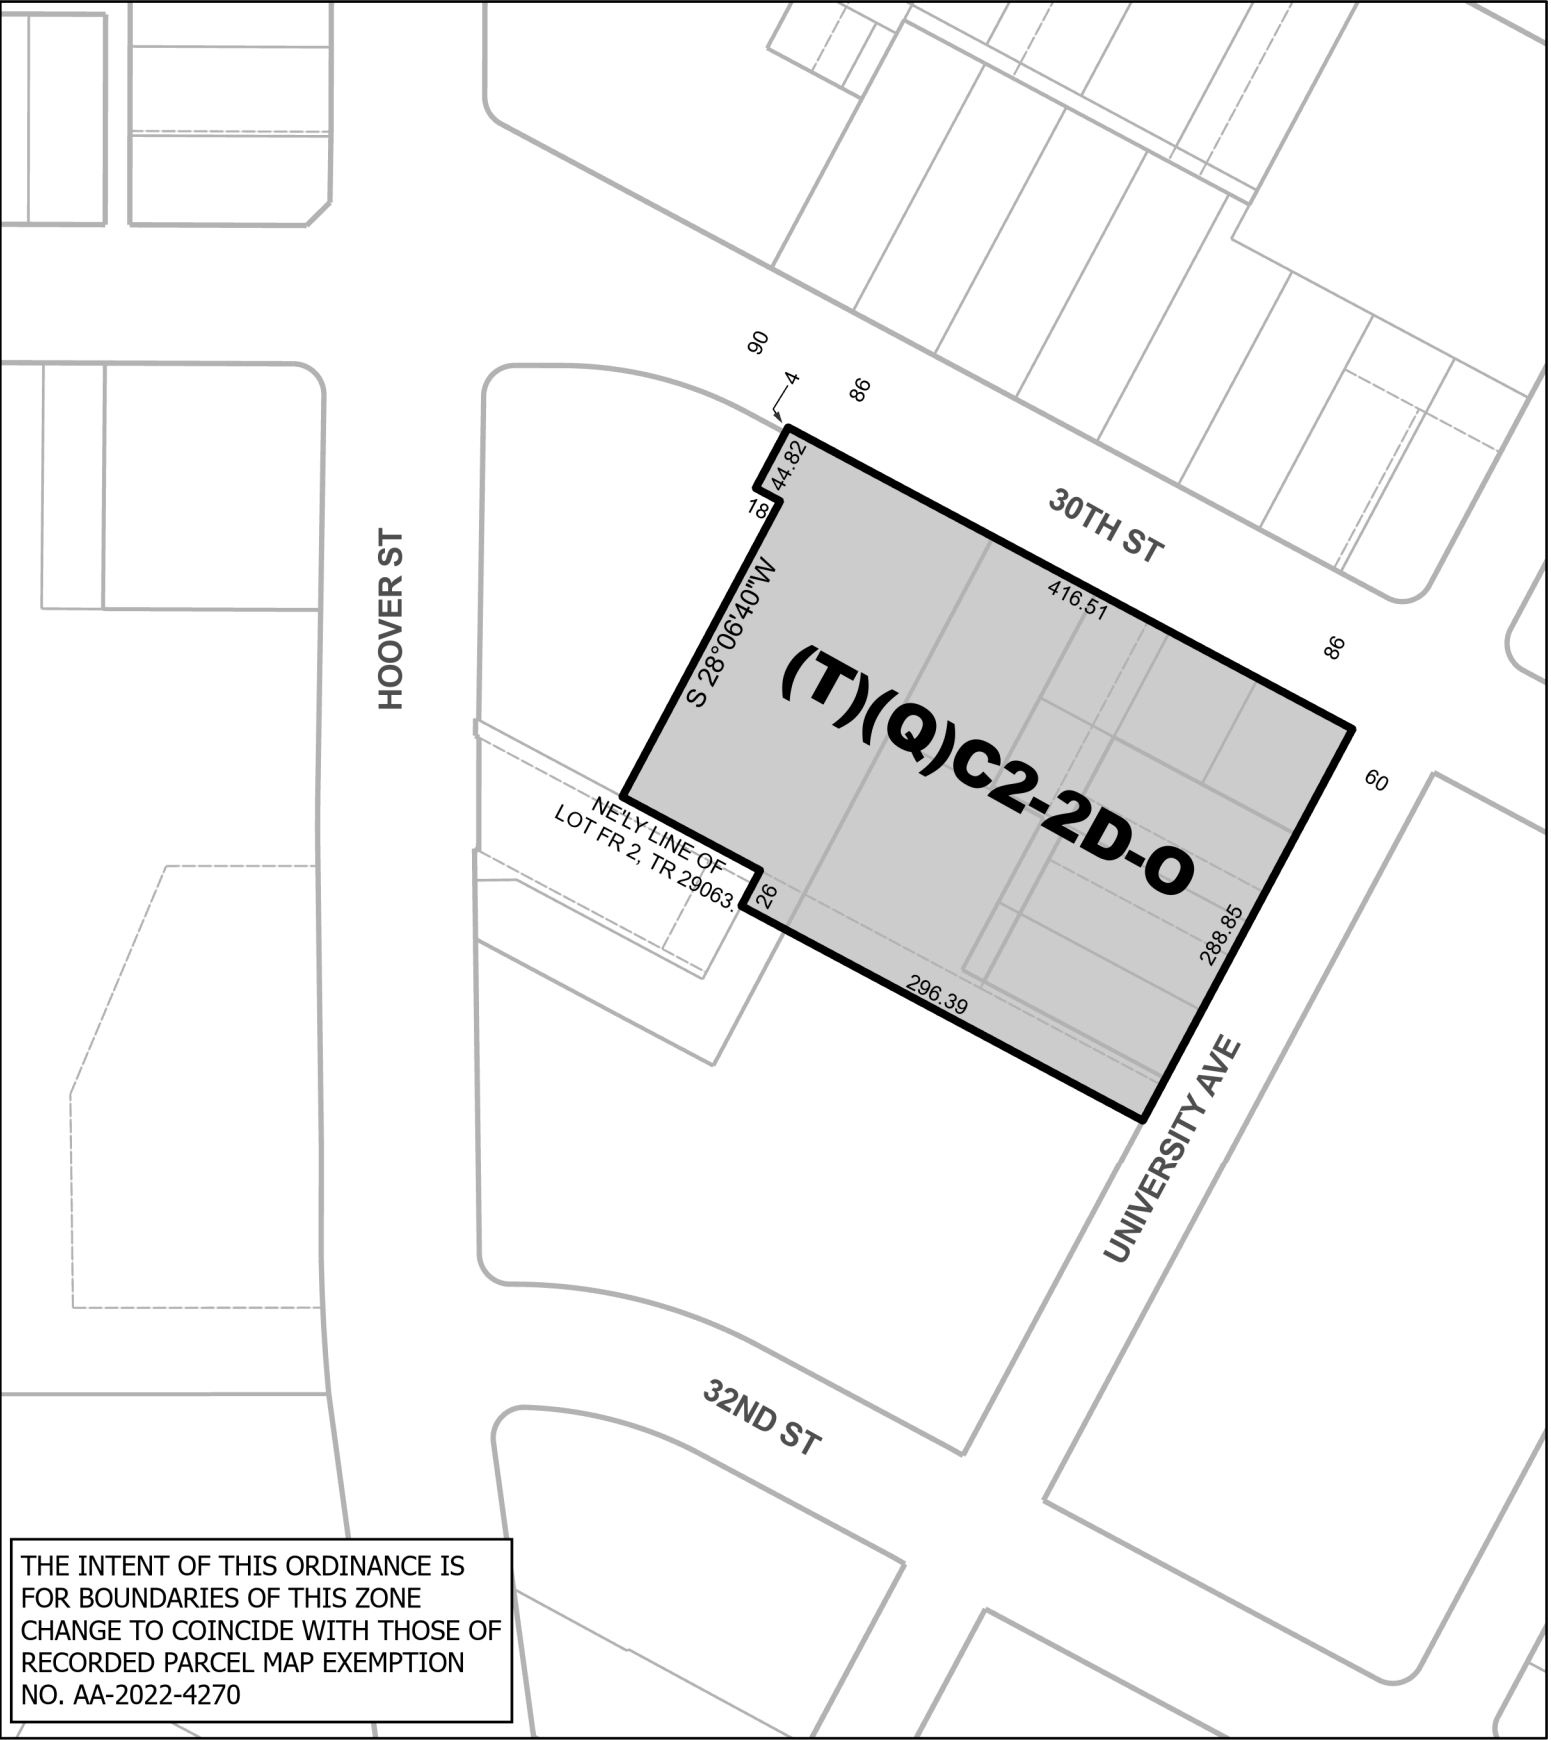 90
4
86
44.82
18
30TH ST
HOOVER ST
416.51
S 28°06'40"W
86
(T)(Q)C2-2D-O
60
NE'LY LINE OF
LOT FR 2, TR 29063.
26
288.85
296.39
UNIVERSITY AVE
32ND ST
THE INTENT OF THIS ORDINANCE IS
FOR BOUNDARIES OF THIS ZONE
CHANGE TO COINCIDE WITH THOSE OF
RECORDED PARCEL MAP EXEMPTION
NO. AA-2022-4270